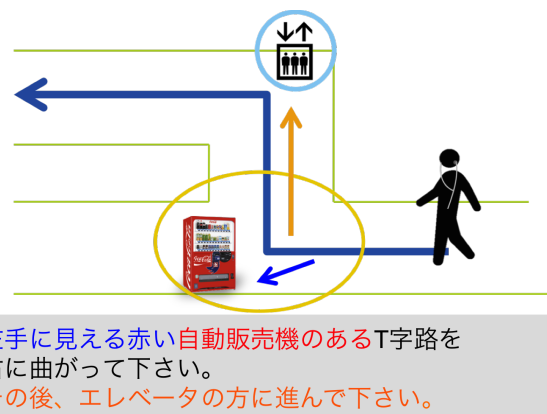 手に見える赤い自動販売機のあるT字路を
に曲がって下さい。
の後、エレベータの方に進んで下さい。
Coca-Cola